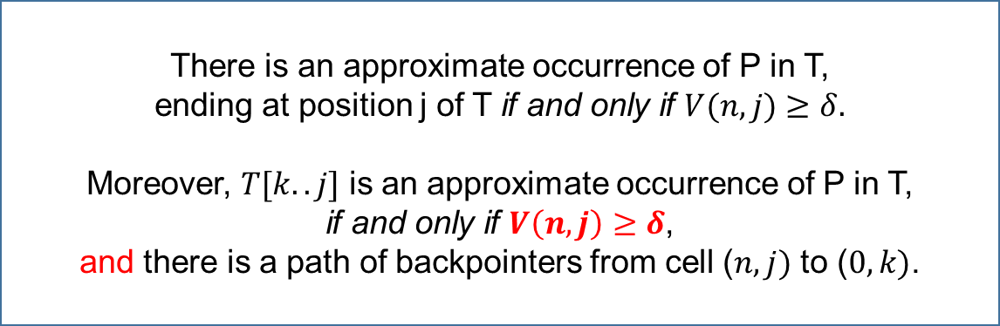 There is an approximate occurrence of P in T,
ending at position j of T if and only if V(n, j) ≥ δ.
Moreover, T[k. . j] is an approximate occurrence of P in T,
if and only if V(n, j) ≥ δ,
and there is a path of backpointers from cell (n, j) to (0, k).